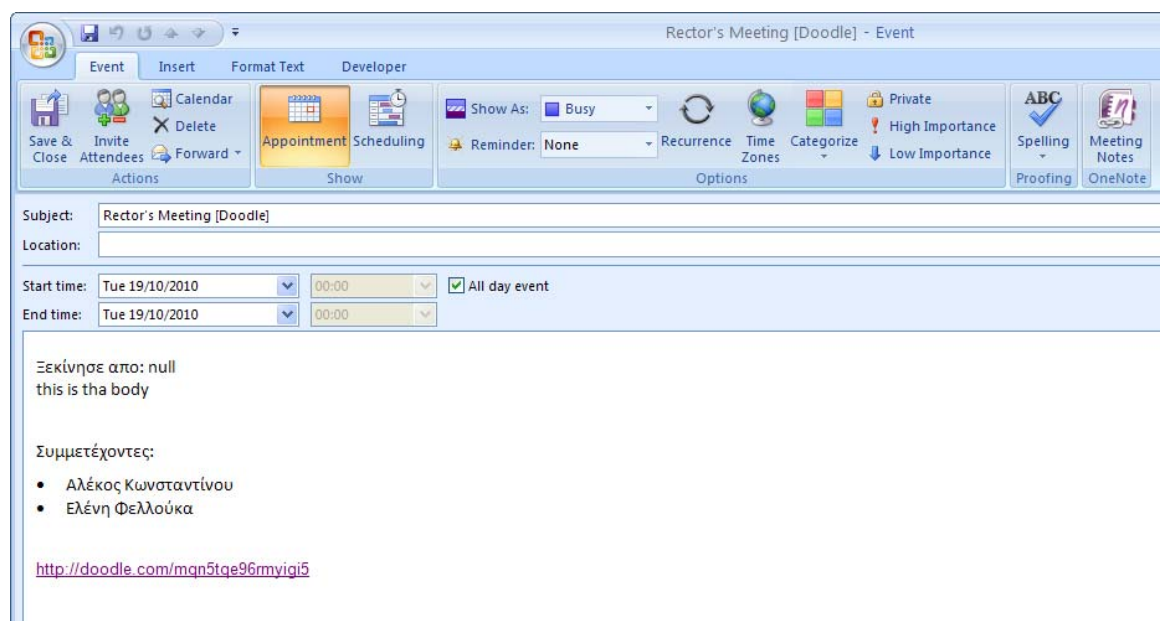 Rector's Meeting [Doodle] - Event
Event Insert Format Text Developer
Save & Close
Invite Attendees
Calendar
Delete
Forward
Actions
Appointment
Scheduling
Show
Show As: Busy
Reminder: None
Recurrence
Time Zones
Categorize
Private
High Importance
Low Importance
Options
ABC
Spelling
Proofing
Meeting Notes
OneNote
Subject: Rector's Meeting [Doodle]
Location:
Start time: Tue 19/10/2010 00:00 All day event
End time: Tue 19/10/2010 00:00
Ξεκίνησε απο: null
this is tha body
Συμμετέχοντες:
• Αλέκος Κωνσταντίνου
• Ελένη Φελλούκα
http://doodle.com/mqn5tqe96rmyigi5